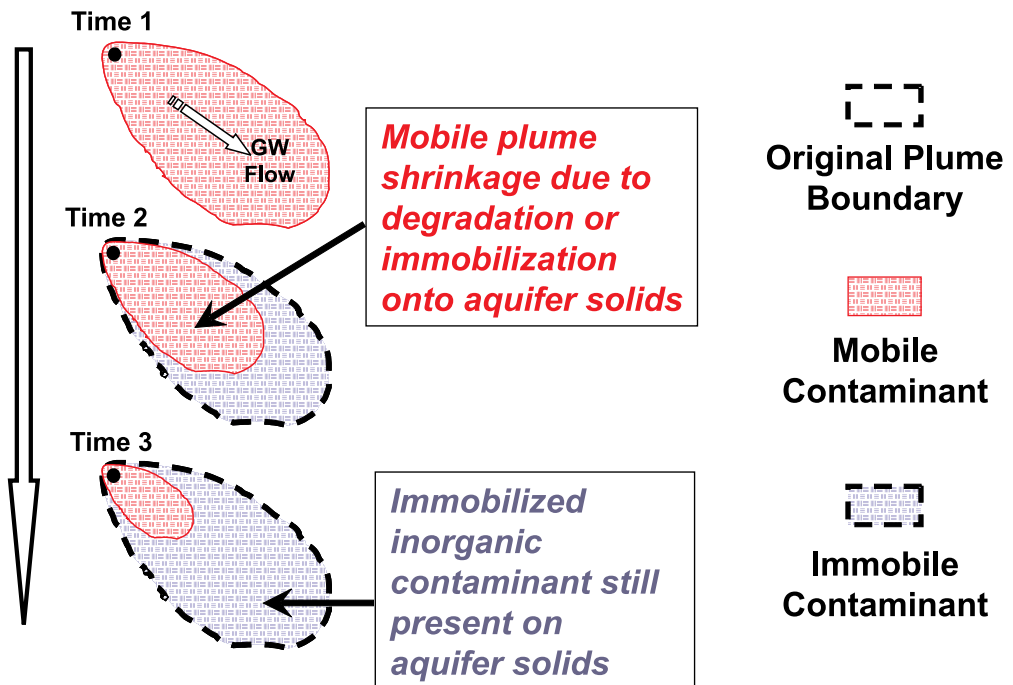 Time 1
GW
Flow
Time 2
Mobile plume
shrinkage due to
degradation or
immobilization
onto aquifer solids
Time 3
Immobilized
inorganic
contaminant still
present on
aquifer solids
Original Plume
Boundary
Mobile
Contaminant
Immobile
Contaminant